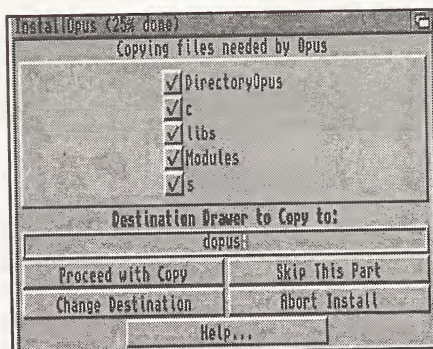 InstallOpus (25% done)
Copying files needed by Opus
DirectoryOpus
c
libs
Modules
s
Destination Drawer to Copy to:
dopus:
Proceed with Copy Skip This Part
Change Destination Abort Install
Help...